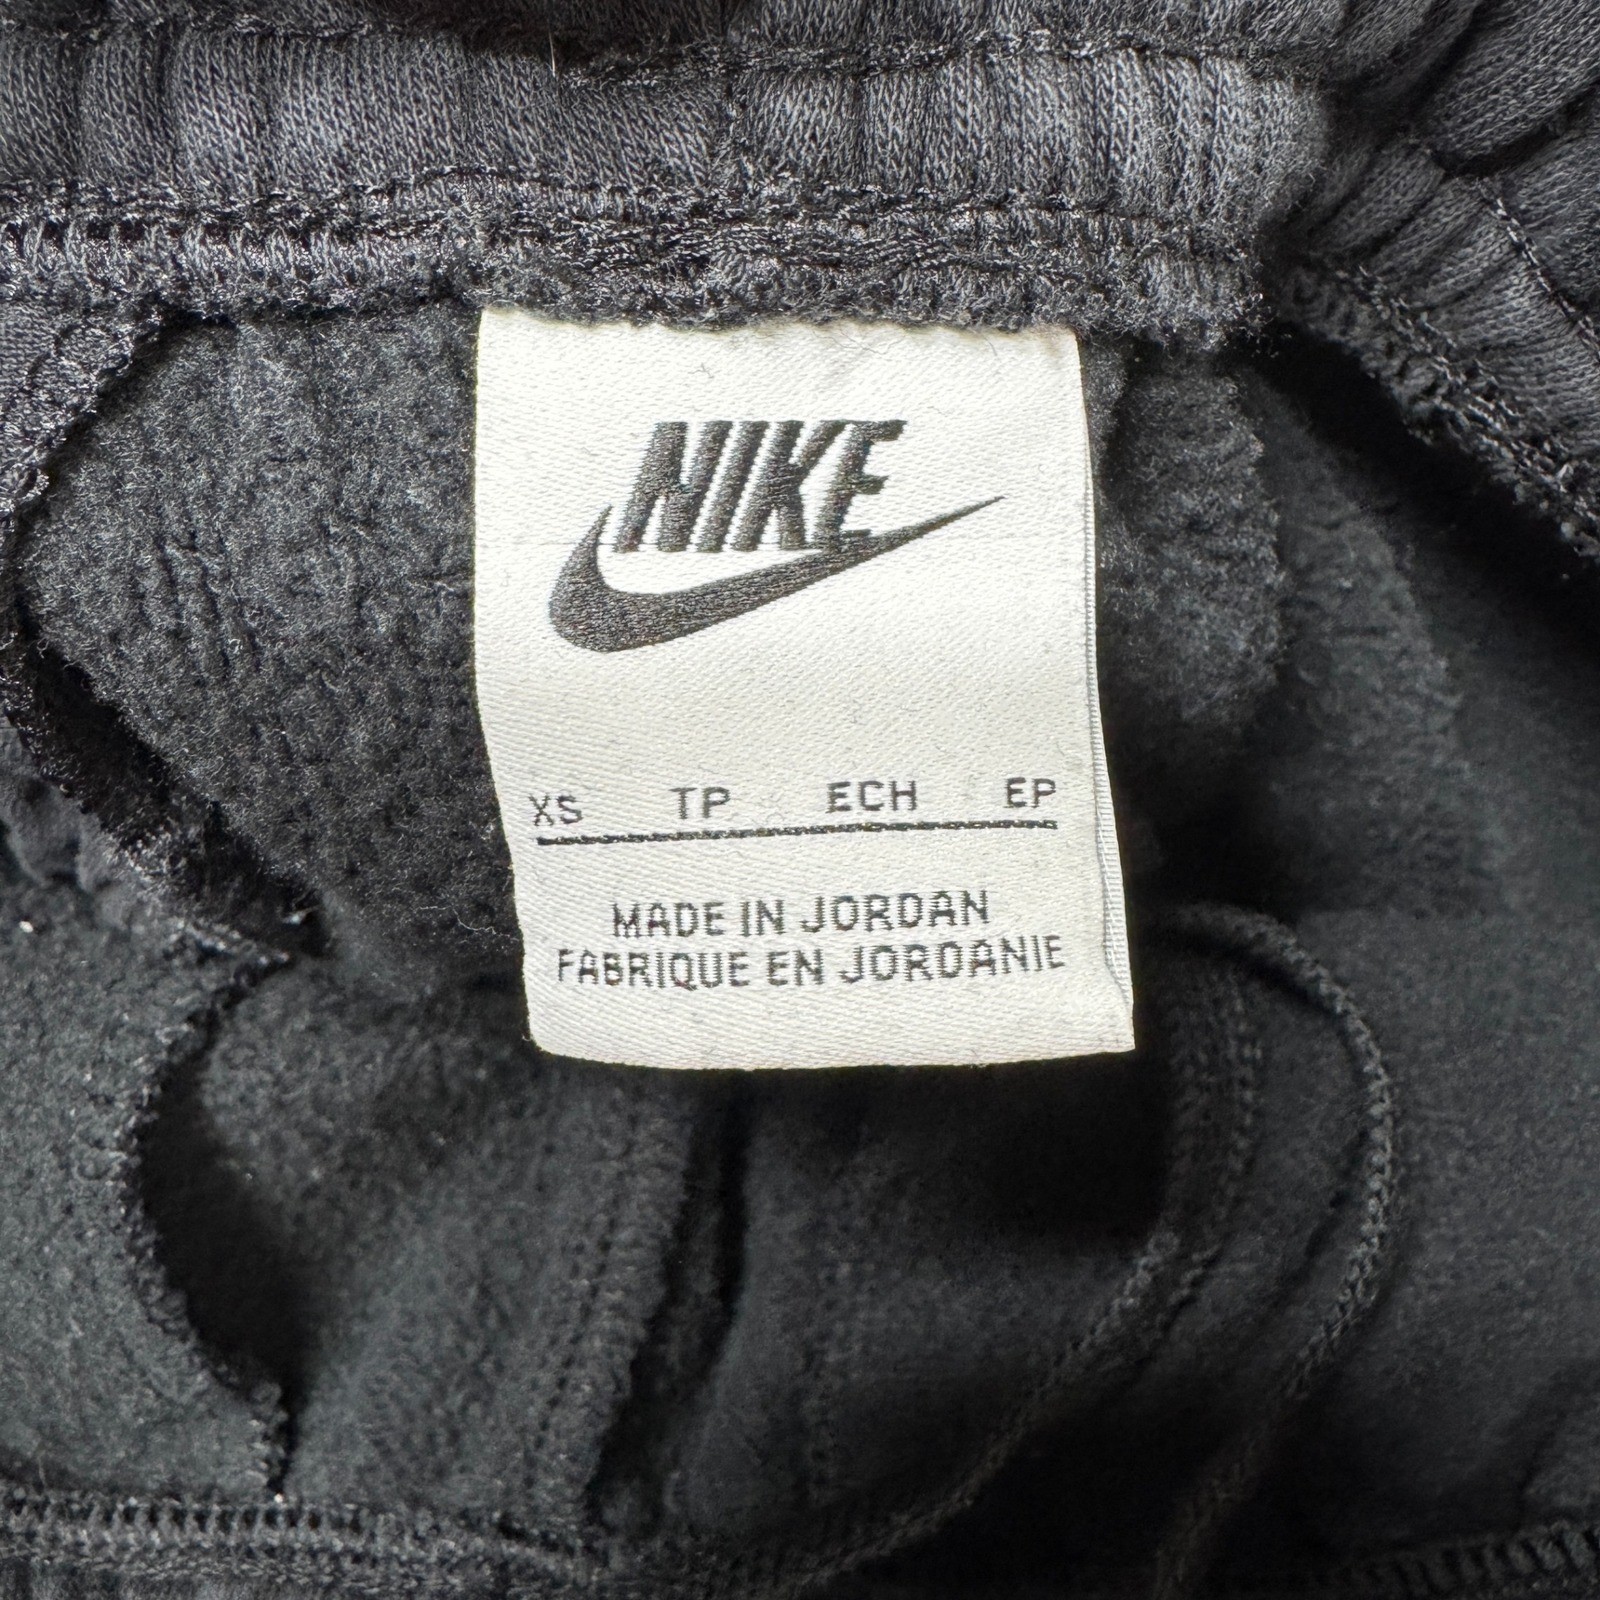 NIKE
XS TP ECH EP
MADE IN JORDAN
FABRIQUE EN JORDANIE